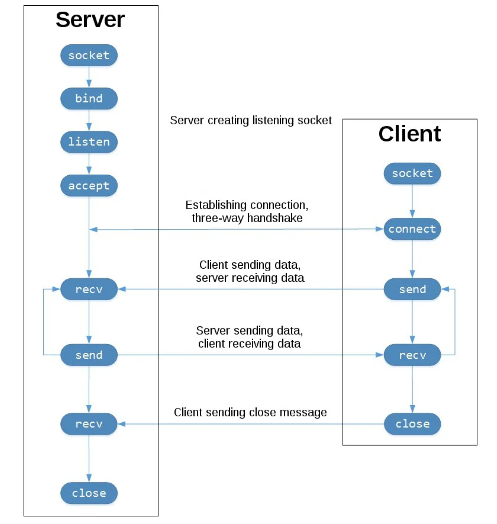 Server
socket
bind
listen
accept
recv
send
recv
close
Server creating listening socket
Establishing connection,
three-way handshake
Client sending data,
server receiving data
Server sending data,
client receiving data
Client sending close message
Client
socket
connect
send
recv
close